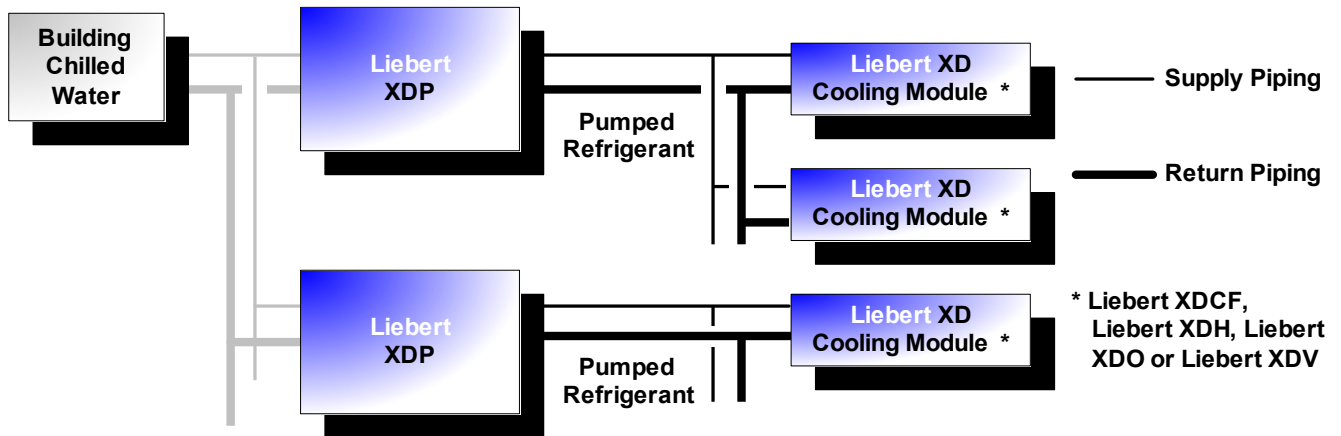 Building
Chilled
Water
Liebert
XDP
Pumped
Refrigerant
Liebert XD
Cooling Module *
Liebert XD
Cooling Module *
Supply Piping
Return Piping
Liebert
XDP
Pumped
Refrigerant
Liebert XD
Cooling Module *
* Liebert XDCF,
Liebert XDH, Liebert
XDO or Liebert XDV